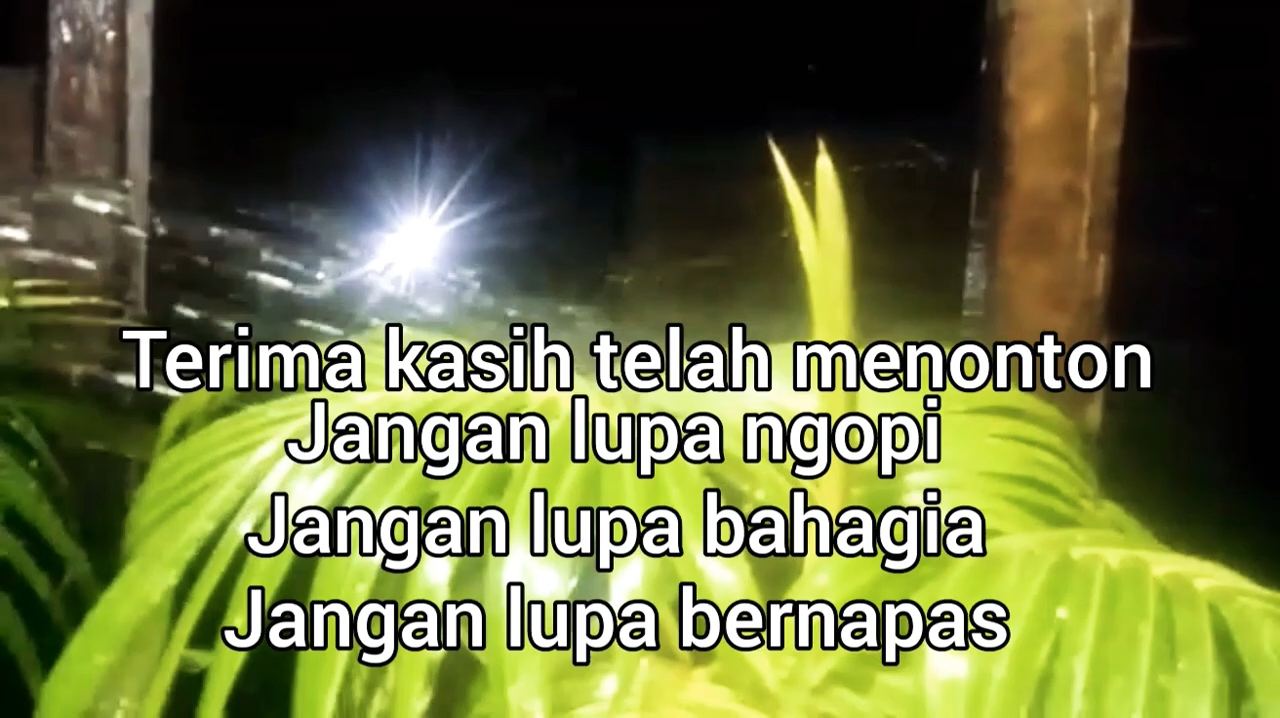 Terima kasih telah menonton
Jangan lupa ngopi
Jangan lupa bahagia
Jangan lupa bernapas